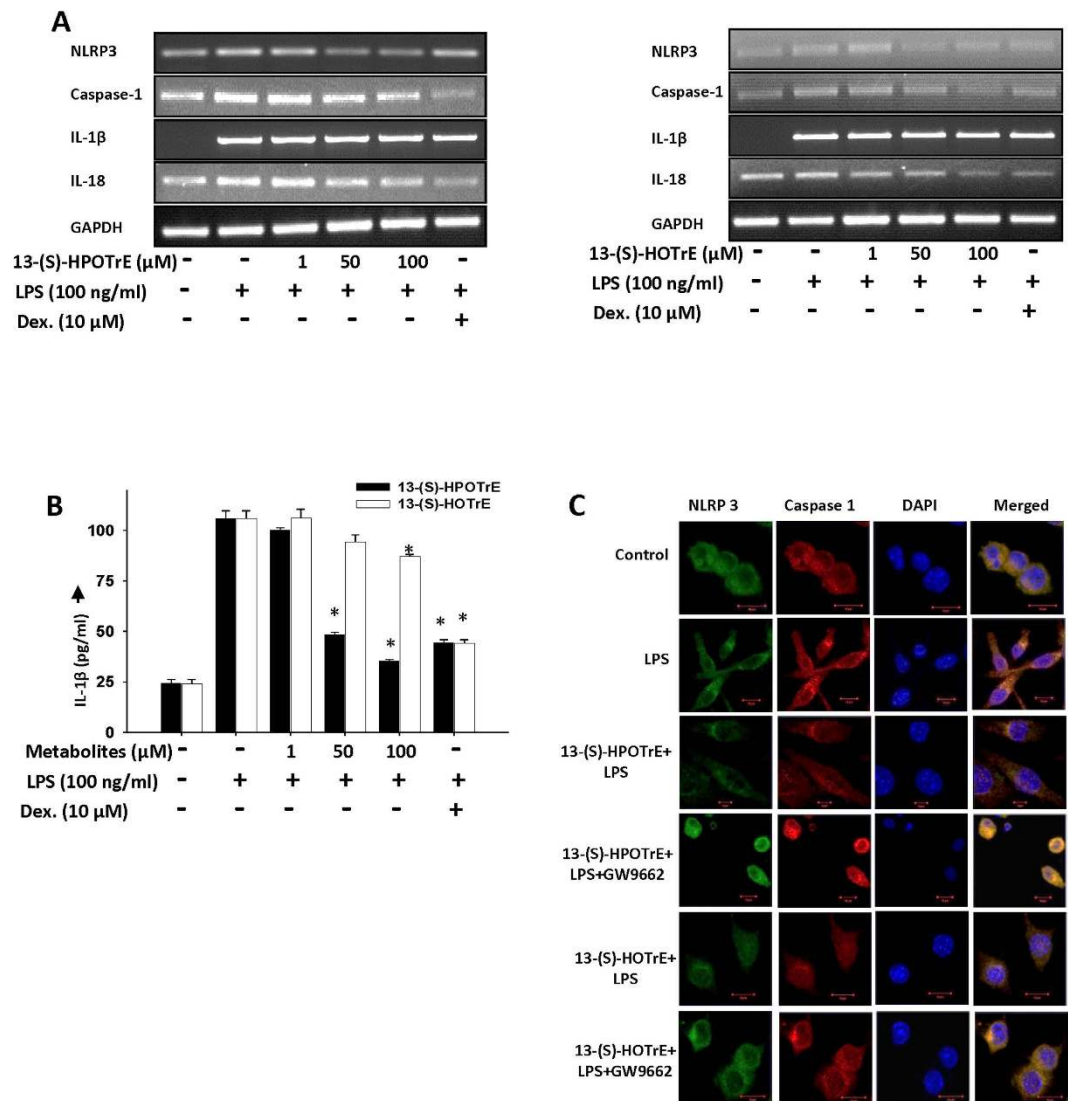 A
NLRP3
Caspase-1
IL-1β
IL-18
GAPDH
13-(S)-HPOTrE (μM) - - 1 50 100 -
LPS (100 ng/ml) - + + + + +
Dex. (10 μM) - - - - - +
NLRP3
Caspase-1
IL-1β
IL-18
GAPDH
13-(S)-HOTrE (μM) - - 1 50 100 -
LPS (100 ng/ml) - + + + + +
Dex. (10 μM) - - - - - +
B
13-(S)-HPOTrE
13-(S)-HOTrE
IL-1β (pg/ml)
100
75
50
25
0
* * * * *
Metabolites (μM) - - 1 50 100 -
LPS (100 ng/ml) - + + + + +
Dex. (10 μM) - - - - - +
C
NLRP 3 Caspase 1 DAPI Merged
Control
LPS
13-(S)-HPOTrE+
LPS
13-(S)-HPOTrE+
LPS+GW9662
13-(S)-HOTrE+
LPS
13-(S)-HOTrE+
LPS+GW9662